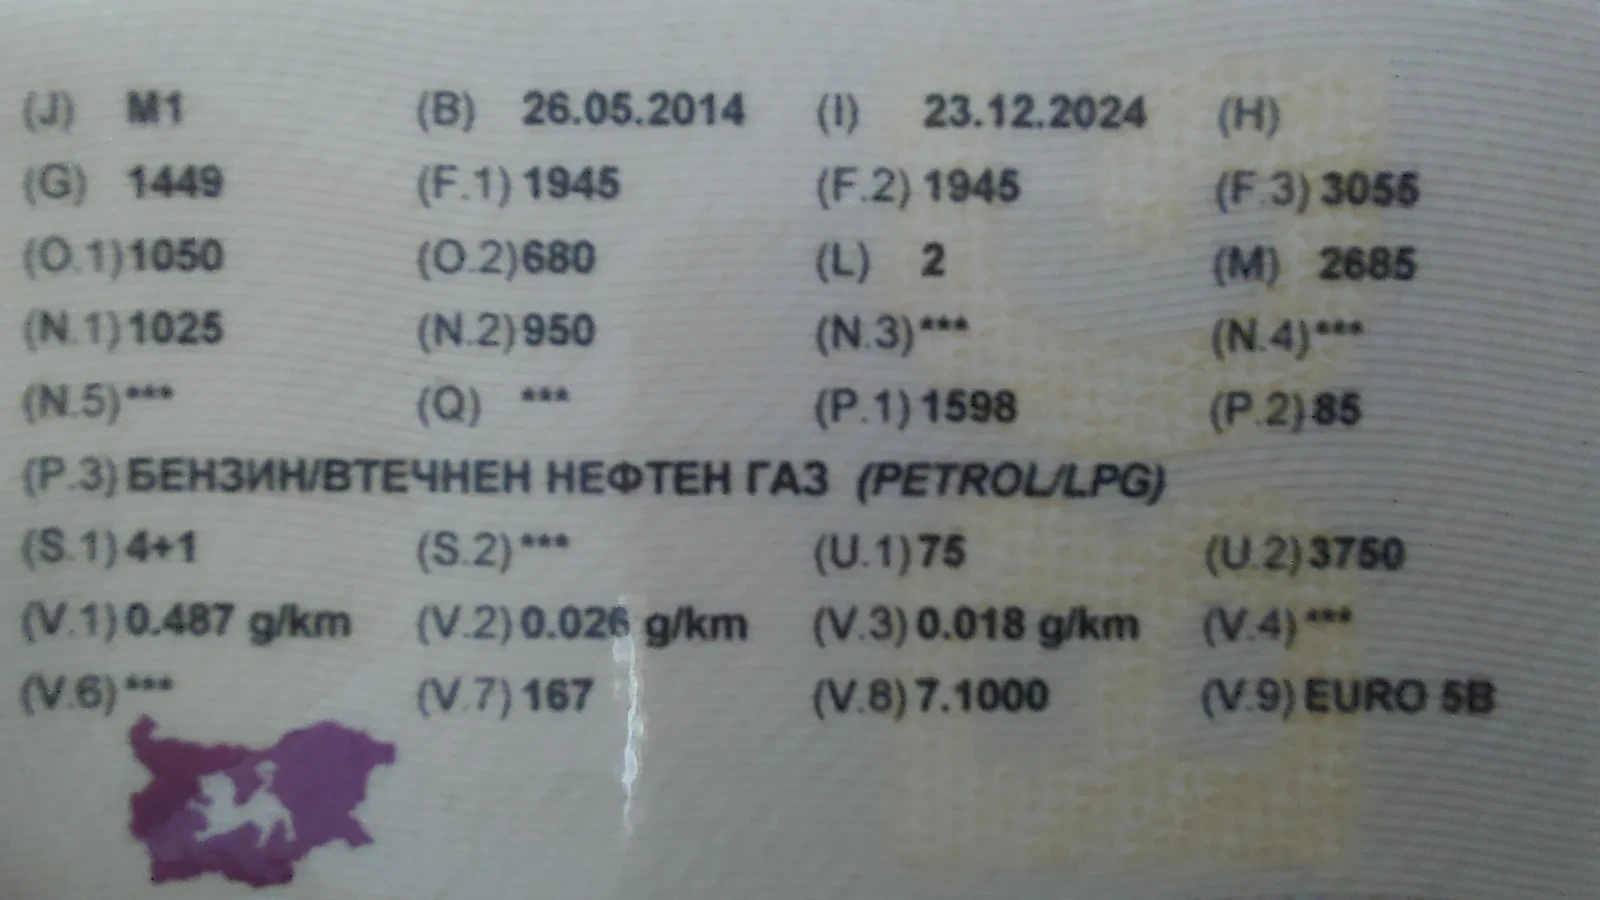 (J) M1 (B) 26.05.2014 (I) 23.12.2024 (H)
(G) 1449 (F.1) 1945 (F.2) 1945 (F.3) 3055
(O.1) 1050 (O.2) 680 (L) 2 (M) 2685
(N.1) 1025 (N.2) 950 (N.3) *** (N.4) ***
(N.5) *** (Q) *** (P.1) 1598 (P.2) 85
(P.3) БЕНЗИН/ВТЕЧНЕН НЕФТЕН ГАЗ (PETROL/LPG)
(S.1) 4+1 (S.2) *** (U.1) 75 (U.2) 3750
(V.1) 0.487 g/km (V.2) 0.026 g/km (V.3) 0.018 g/km (V.4) ***
(V.6) *** (V.7) 167 (V.8) 7.1000 (V.9) EURO 5B